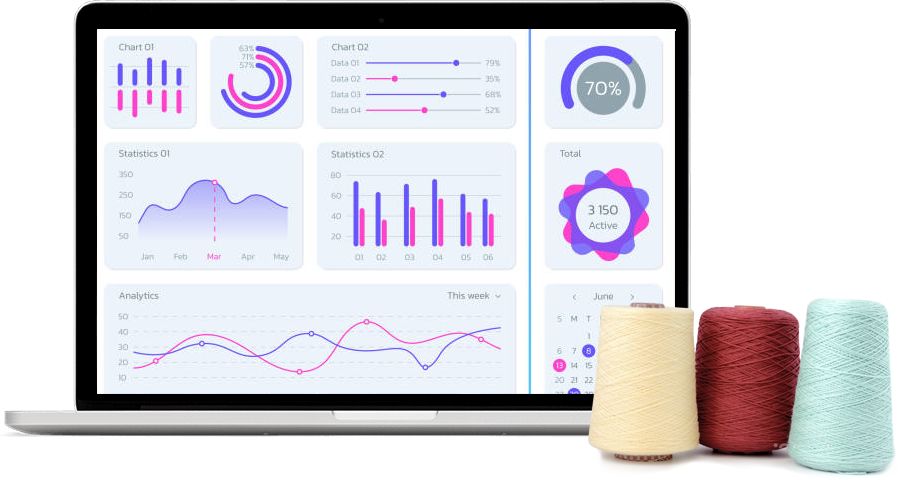 Chart 01
63%
71%
57%
Chart 02
Data 01 79%
Data 02 35%
Data 03 68%
Data 04 52%
70%
Statistics 01
350
250
150
50
Jan Feb Mar Apr May
Statistics 02
80
60
40
20
01 02 03 04 05 06
Total
3 150
Active
Analytics This week
50
40
30
20
10
June
S M T
1
6 7 8
13 14 15
20 21 22